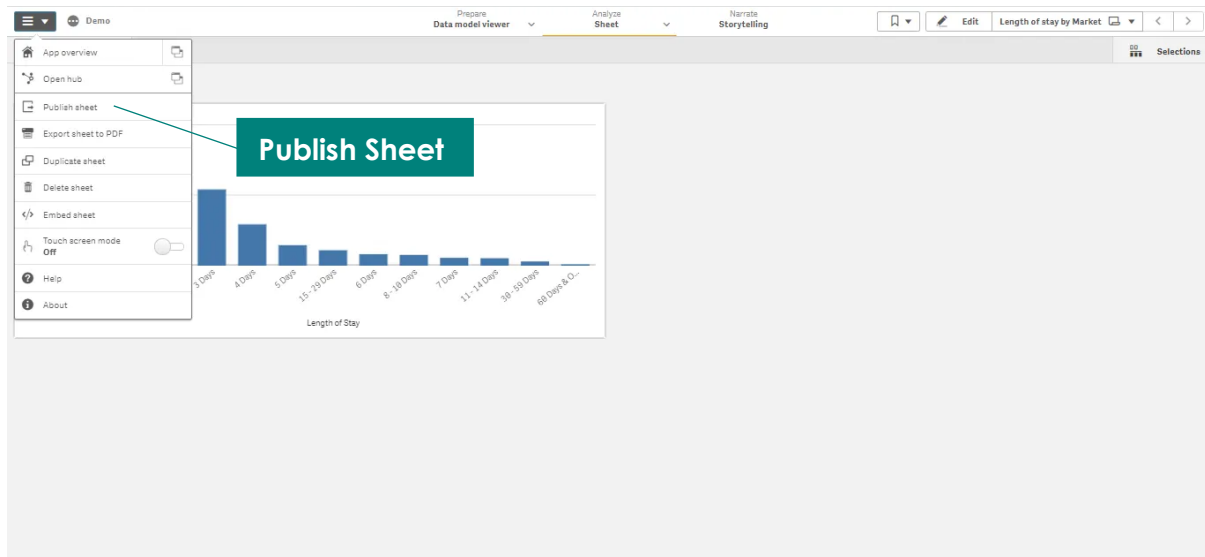 Demo
Prepare
Data model viewer
Analyze
Sheet
Narrate
Storytelling
Edit
Length of stay by Market
App overview
Selections
Open hub
Publish sheet
Export sheet to PDF
Publish Sheet
Duplicate sheet
Delete sheet
Embed sheet
Touch screen mode
Off
Help
About
3 Days
4 Days
5 Days
15 - 29 Days
6 Days
8 - 10 Days
7 Days
11 - 14 Days
30 - 59 Days
60 Days & O...
Length of Stay